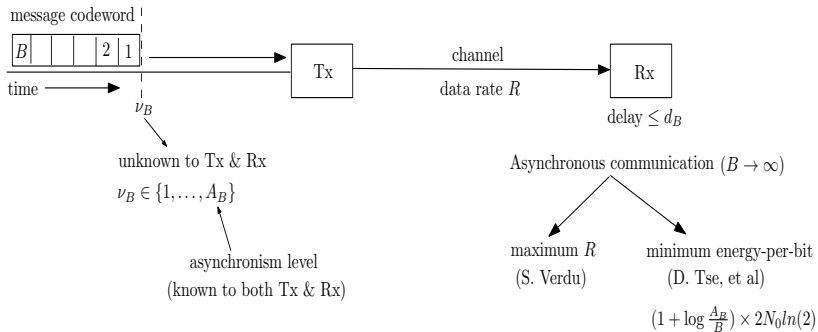 message codeword
B 2 1
time
ν_B
Tx
channel
data rate R
Rx
delay ≤ d_B
unknown to Tx & Rx
ν_B ∈ {1,…,A_B}
asynchronism level
(known to both Tx & Rx)
Asynchronous communication (B → ∞)
maximum R
(S. Verdu)
minimum energy-per-bit
(D. Tse, et al)
(1 + log A_B/B) × 2N_0ln(2)